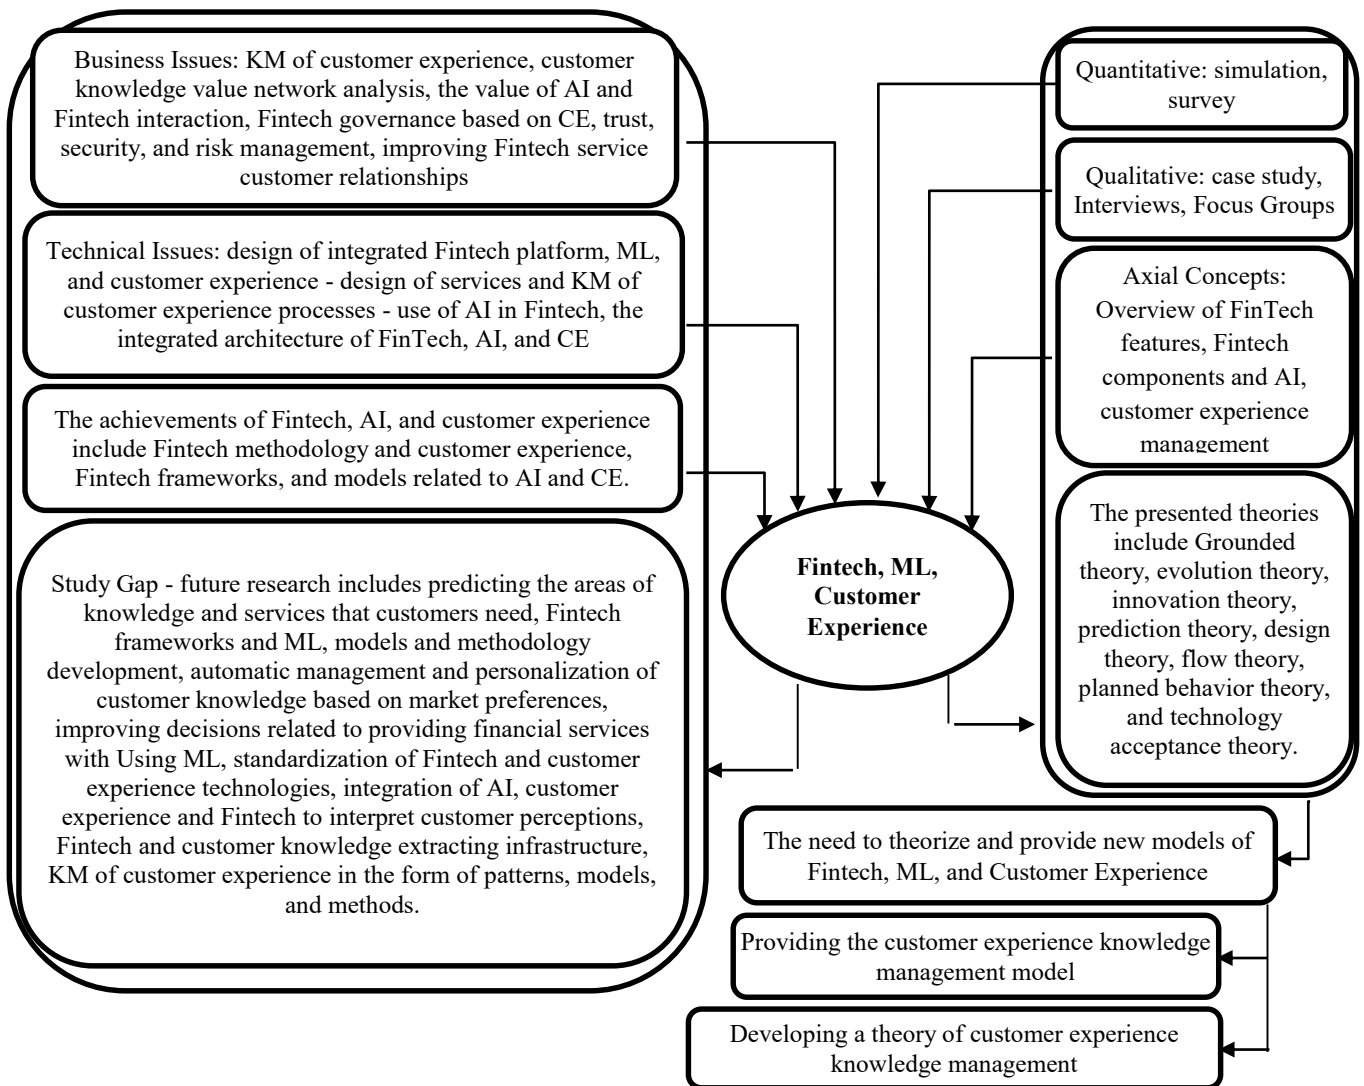 Business Issues: KM of customer experience, customer
knowledge value network analysis, the value of AI and
Fintech interaction, Fintech governance based on CE, trust,
security, and risk management, improving Fintech service
customer relationships
Technical Issues: design of integrated Fintech platform, ML,
and customer experience - design of services and KM of
customer experience processes - use of AI in Fintech, the
integrated architecture of FinTech, AI, and CE
The achievements of Fintech, AI, and customer experience
include Fintech methodology and customer experience,
Fintech frameworks, and models related to AI and CE.
Study Gap - future research includes predicting the areas of
knowledge and services that customers need, Fintech
frameworks and ML, models and methodology
development, automatic management and personalization of
customer knowledge based on market preferences,
improving decisions related to providing financial services
with Using ML, standardization of Fintech and customer
experience technologies, integration of AI, customer
experience and Fintech to interpret customer perceptions,
Fintech and customer knowledge extracting infrastructure,
KM of customer experience in the form of patterns, models,
and methods.
Fintech, ML,
Customer
Experience
Quantitative: simulation,
survey
Qualitative: case study,
Interviews, Focus Groups
Axial Concepts:
Overview of FinTech
features, Fintech
components and AI,
customer experience
management
The presented theories
include Grounded
theory, evolution theory,
innovation theory,
prediction theory, design
theory, flow theory,
planned behavior theory,
and technology
acceptance theory.
The need to theorize and provide new models of
Fintech, ML, and Customer Experience
Providing the customer experience knowledge
management model
Developing a theory of customer experience
knowledge management